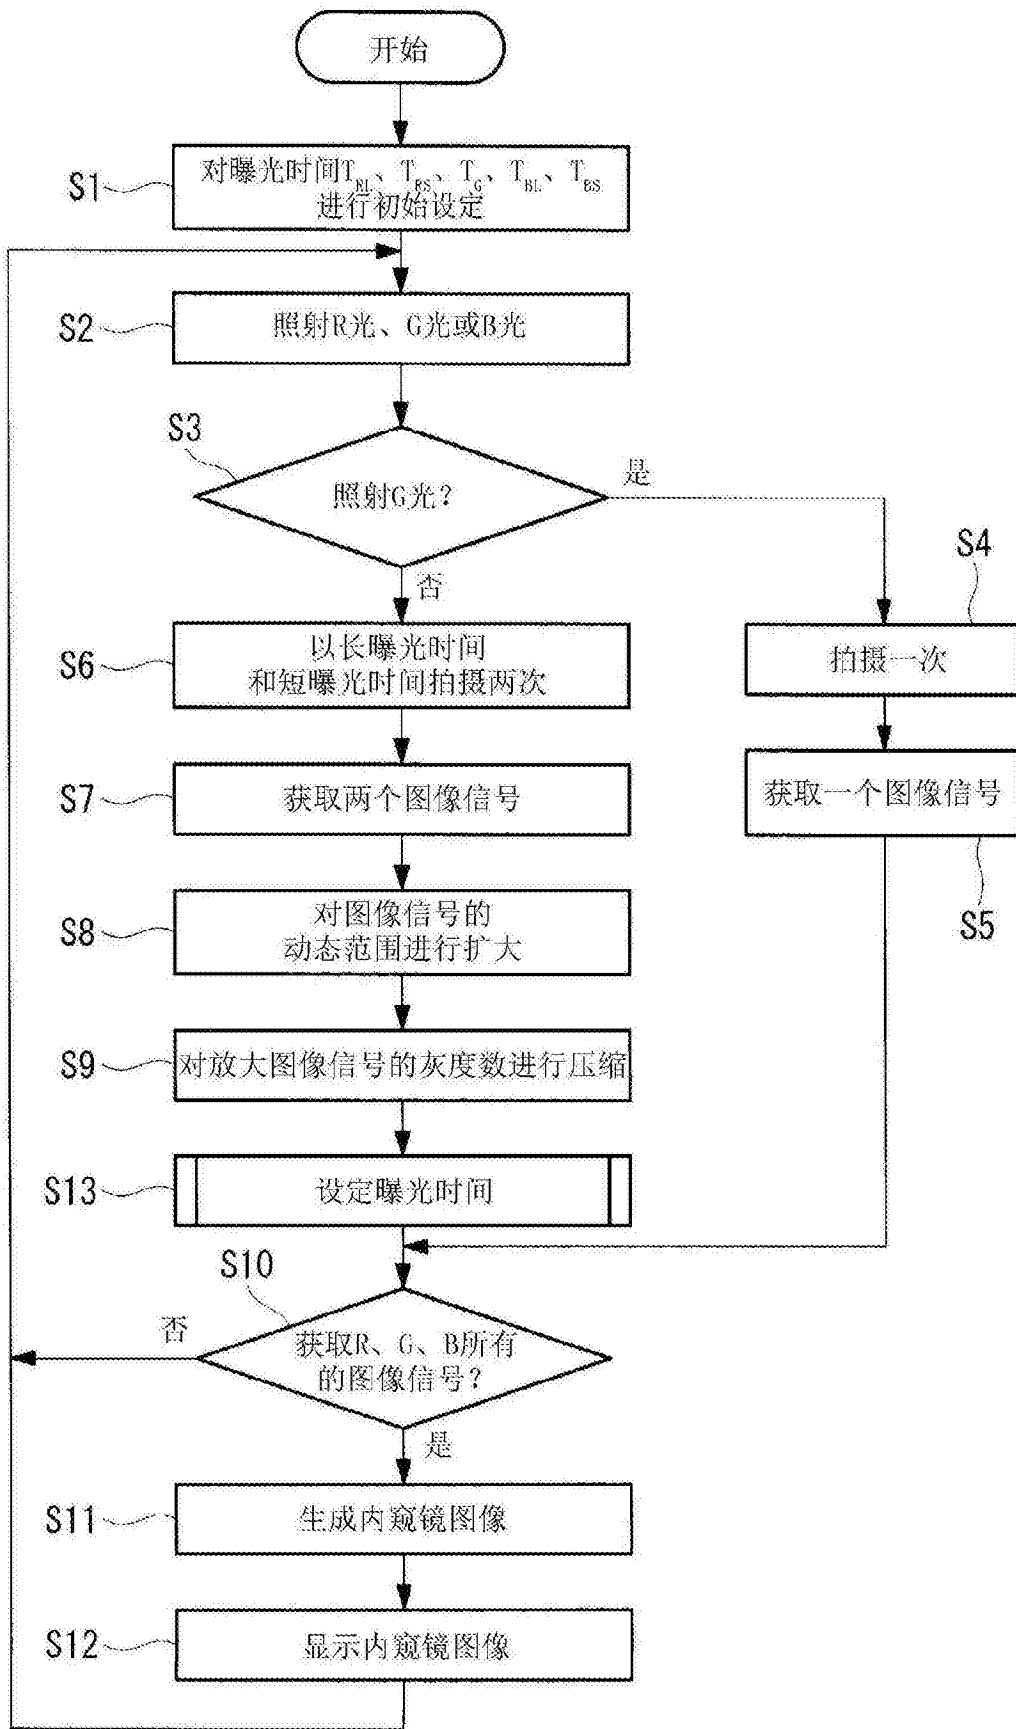 开始
S1
对曝光时间T_RL、T_RS、T_G、T_BL、T_BS
进行初始设定
S2
照射R光、G光或B光
S3
照射G光?
是
否
S4
拍摄一次
S6
以长曝光时间
和短曝光时间拍摄两次
S7
获取两个图像信号
获取一个图像信号
S5
S8
对图像信号的
动态范围进行扩大
S9
对放大图像信号的灰度数进行压缩
S13
设定曝光时间
S10
否
获取R、G、B所有
的图像信号?
是
S11
生成内窥镜图像
S12
显示内窥镜图像